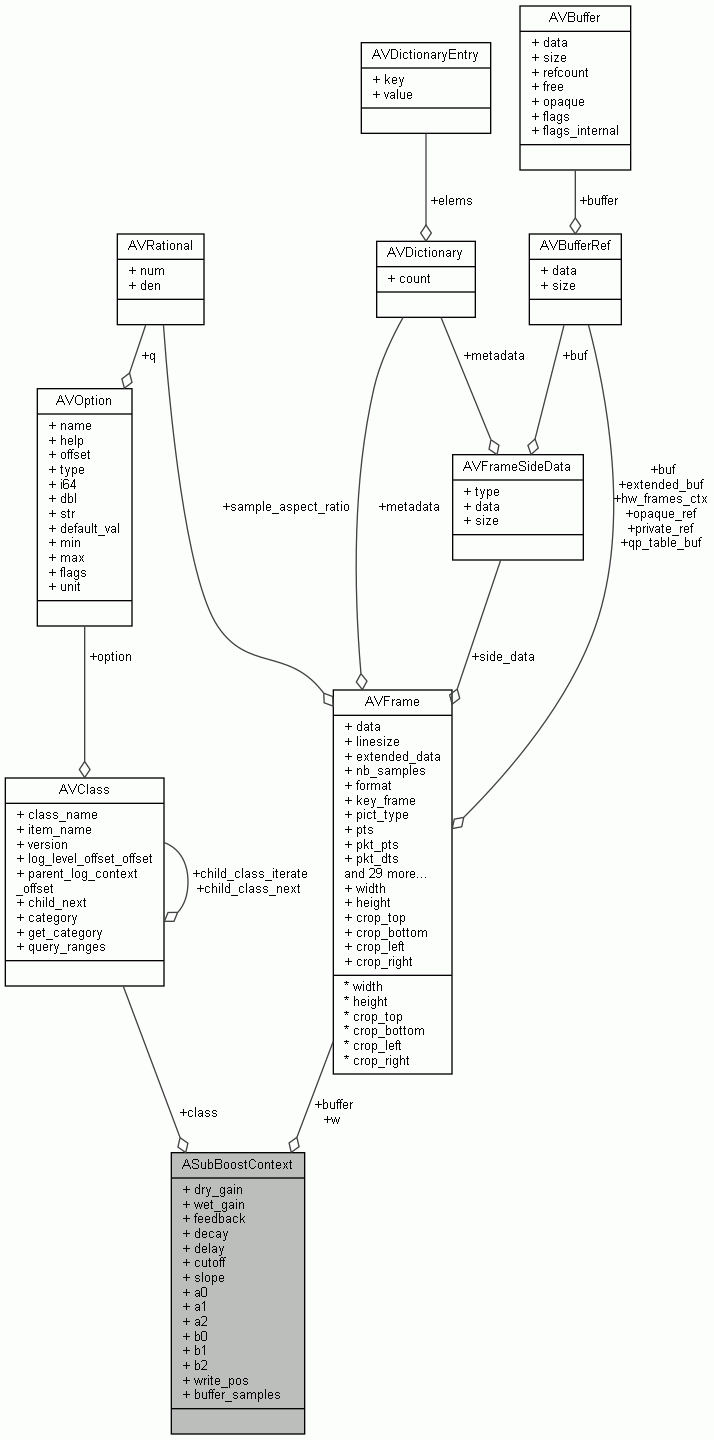 AVBuffer
+ data
+ size
+ refcount
+ free
+ opaque
+ flags
+ flags_internal
AVDictionaryEntry
+ key
+ value
+elems
+buffer
AVRational
+ num
+ den
AVDictionary
+ count
AVBufferRef
+ data
+ size
+q
+metadata
+buf
AVOption
+ name
+ help
+ offset
+ type
+ i64
+ dbl
+ str
+ default_val
+ min
+ max
+ flags
+ unit
AVFrameSideData
+ type
+ data
+ size
+sample_aspect_ratio
+metadata
+buf
+extended_buf
+hw_frames_ctx
+opaque_ref
+private_ref
+qp_table_buf
+option
+side_data
AVFrame
+ data
+ linesize
+ extended_data
+ nb_samples
+ format
+ key_frame
+ pict_type
+ pts
+ pkt_pts
+ pkt_dts
and 29 more...
+ width
+ height
+ crop_top
+ crop_bottom
+ crop_left
+ crop_right
* width
* height
* crop_top
* crop_bottom
* crop_left
* crop_right
AVClass
+ class_name
+ item_name
+ version
+ log_level_offset_offset
+ parent_log_context
_offset
+ child_next
+ category
+ get_category
+ query_ranges
+child_class_iterate
+child_class_next
+class
+buffer
+w
ASubBoostContext
+ dry_gain
+ wet_gain
+ feedback
+ decay
+ delay
+ cutoff
+ slope
+ a0
+ a1
+ a2
+ b0
+ b1
+ b2
+ write_pos
+ buffer_samples